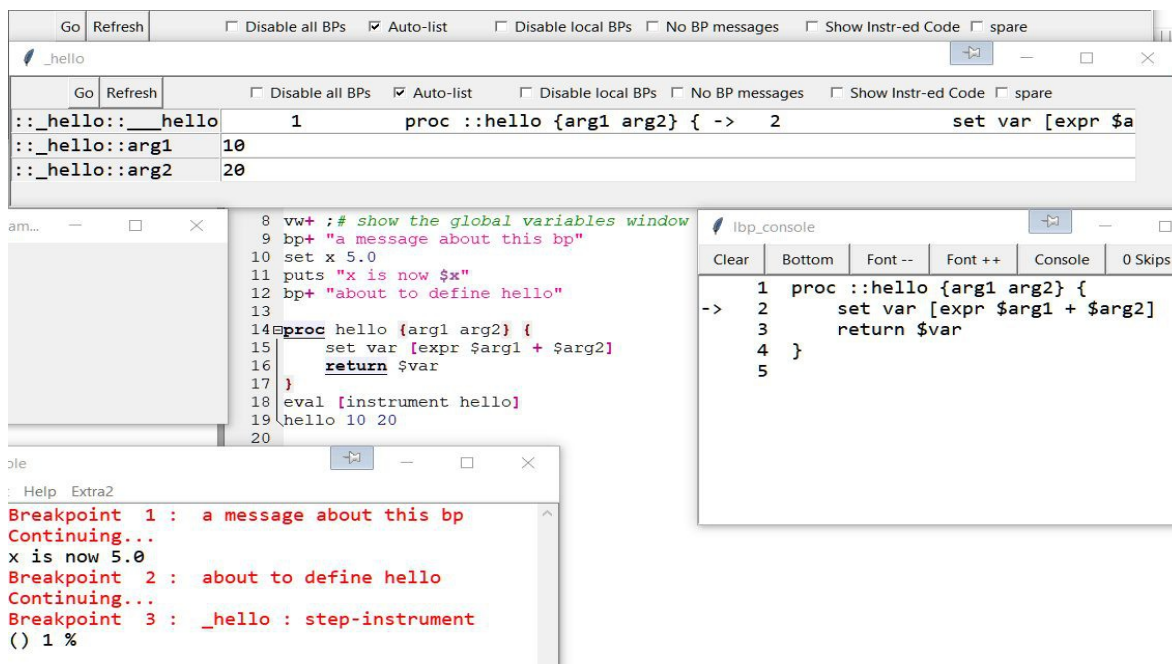 Go Refresh Disable all BPs Auto-list Disable local BPs No BP messages Show Instr-ed Code spare
_hello
Go Refresh Disable all BPs Auto-list Disable local BPs No BP messages Show Instr-ed Code spare
::_hello::___hello 1 proc ::hello {arg1 arg2} { -> 2 set var [expr $a
::_hello::arg1 10
::_hello::arg2 20
am...
8 vw+ ;# show the global variables window
9 bp+ "a message about this bp"
10 set x 5.0
11 puts "x is now $x"
12 bp+ "about to define hello"
13
14 proc hello {arg1 arg2} {
15 set var [expr $arg1 + $arg2]
16 return $var
17 }
18 eval [instrument hello]
19 hello 10 20
20
lbp_console
Clear Bottom Font -- Font ++ Console 0 Skips
1 proc ::hello {arg1 arg2} {
-> 2 set var [expr $arg1 + $arg2]
3 return $var
4 }
5
ole
Help Extra2
Breakpoint 1 : a message about this bp
Continuing...
x is now 5.0
Breakpoint 2 : about to define hello
Continuing...
Breakpoint 3 : _hello : step-instrument
() 1 %